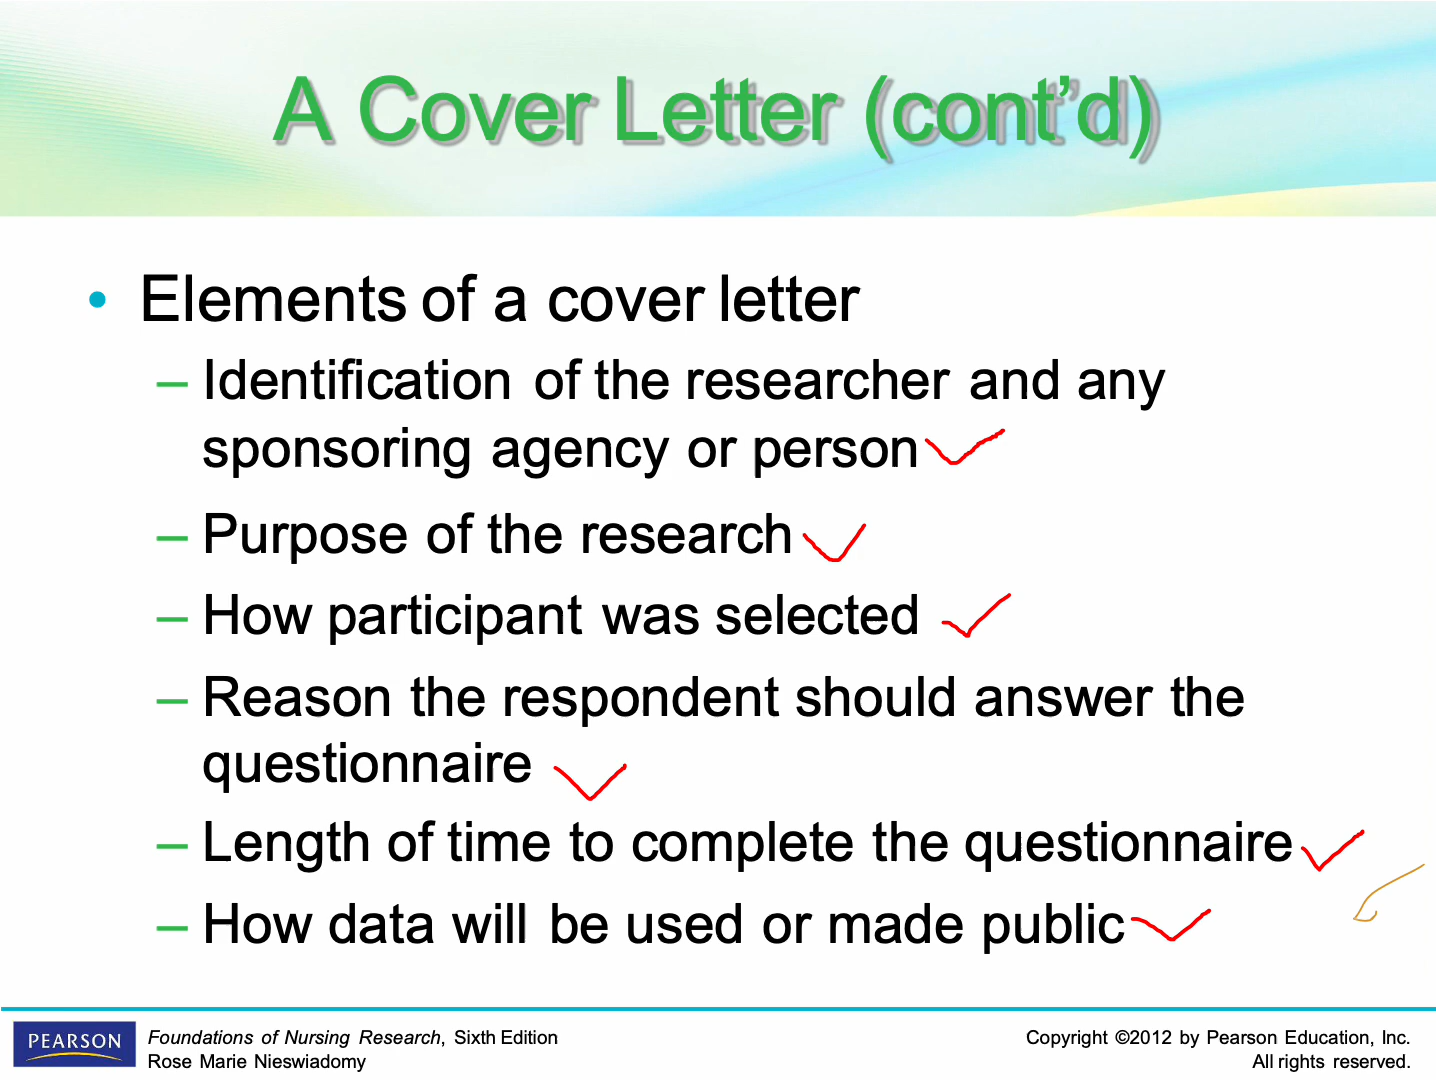 A Cover Letter (cont’d)
• Elements of a cover letter
– Identification of the researcher and any
sponsoring agency or person
– Purpose of the research
– How participant was selected
– Reason the respondent should answer the
questionnaire
– Length of time to complete the questionnaire
– How data will be used or made public
PEARSON
Foundations of Nursing Research, Sixth Edition
Rose Marie Nieswiadomy
Copyright ©2012 by Pearson Education, Inc.
All rights reserved.